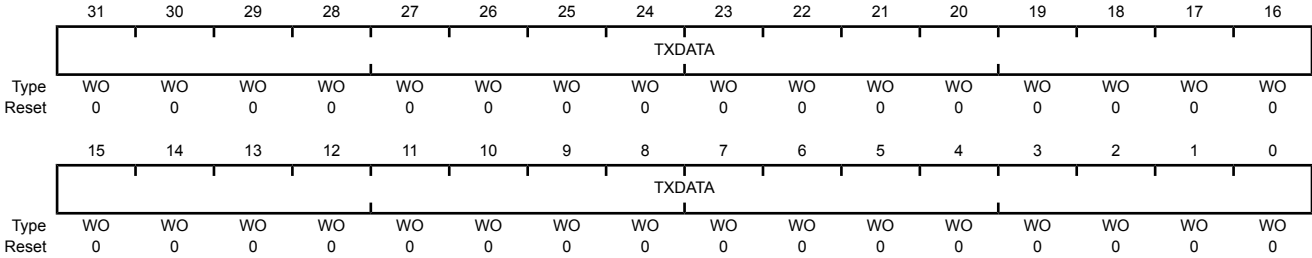 31 30 29 28 27 26 25 24 23 22 21 20 19 18 17 16
TXDATA
Type WO WO WO WO WO WO WO WO WO WO WO WO WO WO WO WO
Reset 0 0 0 0 0 0 0 0 0 0 0 0 0 0 0 0
15 14 13 12 11 10 9 8 7 6 5 4 3 2 1 0
TXDATA
Type WO WO WO WO WO WO WO WO WO WO WO WO WO WO WO WO
Reset 0 0 0 0 0 0 0 0 0 0 0 0 0 0 0 0